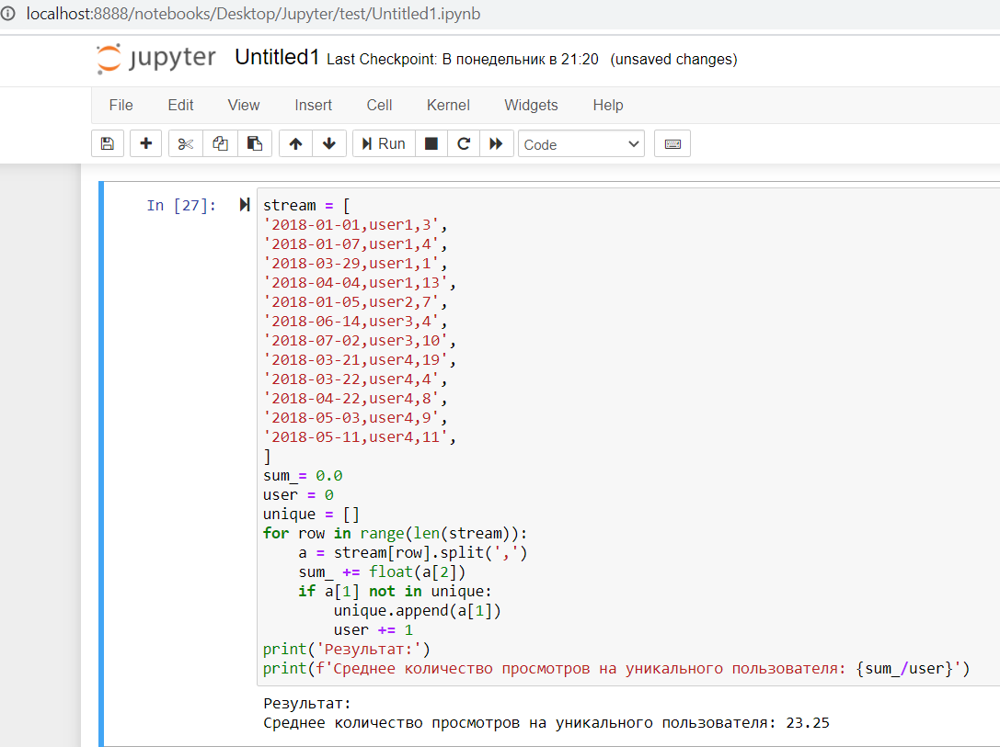 localhost:8888/notebooks/Desktop/Jupyter/test/Untitled1.ipynb
jupyter Untitled1 Last Checkpoint: В понедельник в 21:20 (unsaved changes)
File Edit View Insert Cell Kernel Widgets Help
Run Code
In [27]: stream = [
'2018-01-01,user1,3',
'2018-01-07,user1,4',
'2018-03-29,user1,1',
'2018-04-04,user1,13',
'2018-01-05,user2,7',
'2018-06-14,user3,4',
'2018-07-02,user3,10',
'2018-03-21,user4,19',
'2018-03-22,user4,4',
'2018-04-22,user4,8',
'2018-05-03,user4,9',
'2018-05-11,user4,11',
]
sum_= 0.0
user = 0
unique = []
for row in range(len(stream)):
    a = stream[row].split(',')
    sum_ += float(a[2])
    if a[1] not in unique:
        unique.append(a[1])
        user += 1
print('Результат:')
print(f'Среднее количество просмотров на уникального пользователя: {sum_/user}')
Результат:
Среднее количество просмотров на уникального пользователя: 23.25